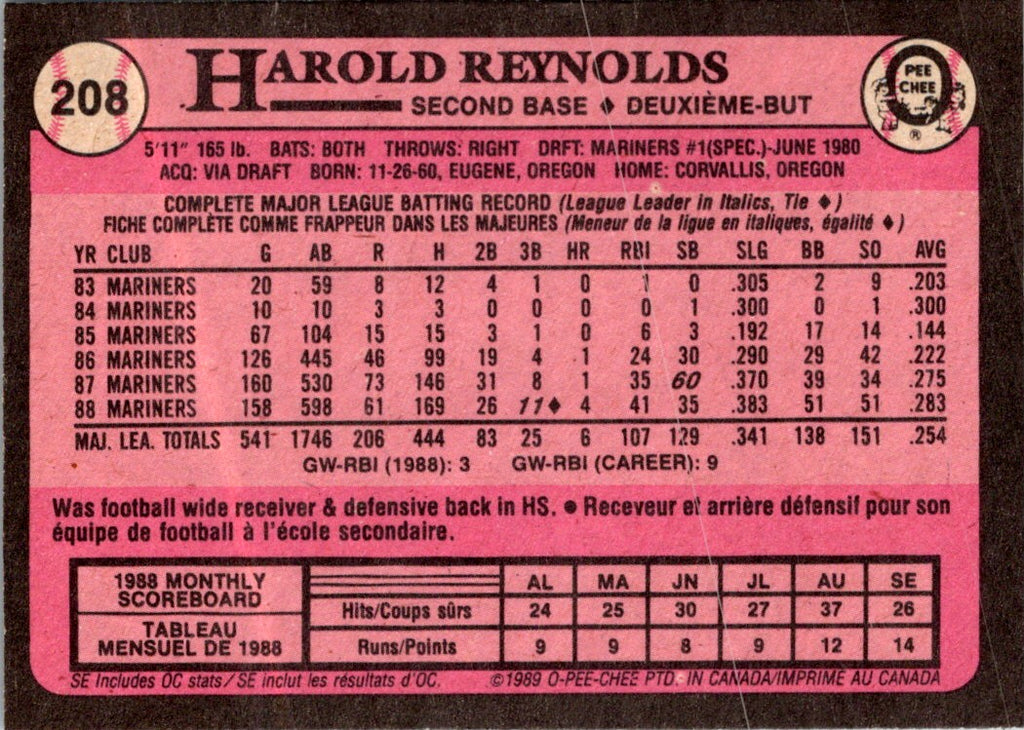 208
HAROLD REYNOLDS
SECOND BASE ♦ DEUXIÈME-BUT
O
PEE
CHEE
®
5'11" 165 lb. BATS: BOTH THROWS: RIGHT DRFT: MARINERS #1(SPEC.)-JUNE 1980
ACQ: VIA DRAFT BORN: 11-26-60, EUGENE, OREGON HOME: CORVALLIS, OREGON
COMPLETE MAJOR LEAGUE BATTING RECORD (League Leader in Italics, Tie ♦)
FICHE COMPLÈTE COMME FRAPPEUR DANS LES MAJEURES (Meneur de la ligue en italiques, égalité ♦)
YR CLUB G AB R H 2B 3B HR RBI SB SLG BB SO AVG
83 MARINERS 20 59 8 12 4 1 0 1 0 .305 2 9 .203
84 MARINERS 10 10 3 3 0 0 0 0 1 .300 0 1 .300
85 MARINERS 67 104 15 15 3 1 0 6 3 .192 17 14 .144
86 MARINERS 126 445 46 99 19 4 1 24 30 .290 29 42 .222
87 MARINERS 160 530 73 146 31 8 1 35 60 .370 39 34 .275
88 MARINERS 158 598 61 169 26 11♦ 4 41 35 .383 51 51 .283
MAJ. LEA. TOTALS 541 1746 206 444 83 25 6 107 129 .341 138 151 .254
GW-RBI (1988): 3 GW-RBI (CAREER): 9
Was football wide receiver & defensive back in HS. ● Receveur et arrière défensif pour son
équipe de football à l'école secondaire.
1988 MONTHLY
SCOREBOARD
TABLEAU
MENSUEL DE 1988
AL MA JN JL AU SE
Hits/Coups sûrs 24 25 30 27 37 26
Runs/Points 9 9 8 9 12 14
SE Includes OC stats/SE inclut les résultats d'OC. ©1989 O-PEE-CHEE PTD. IN CANADA/IMPRIMÉ AU CANADA